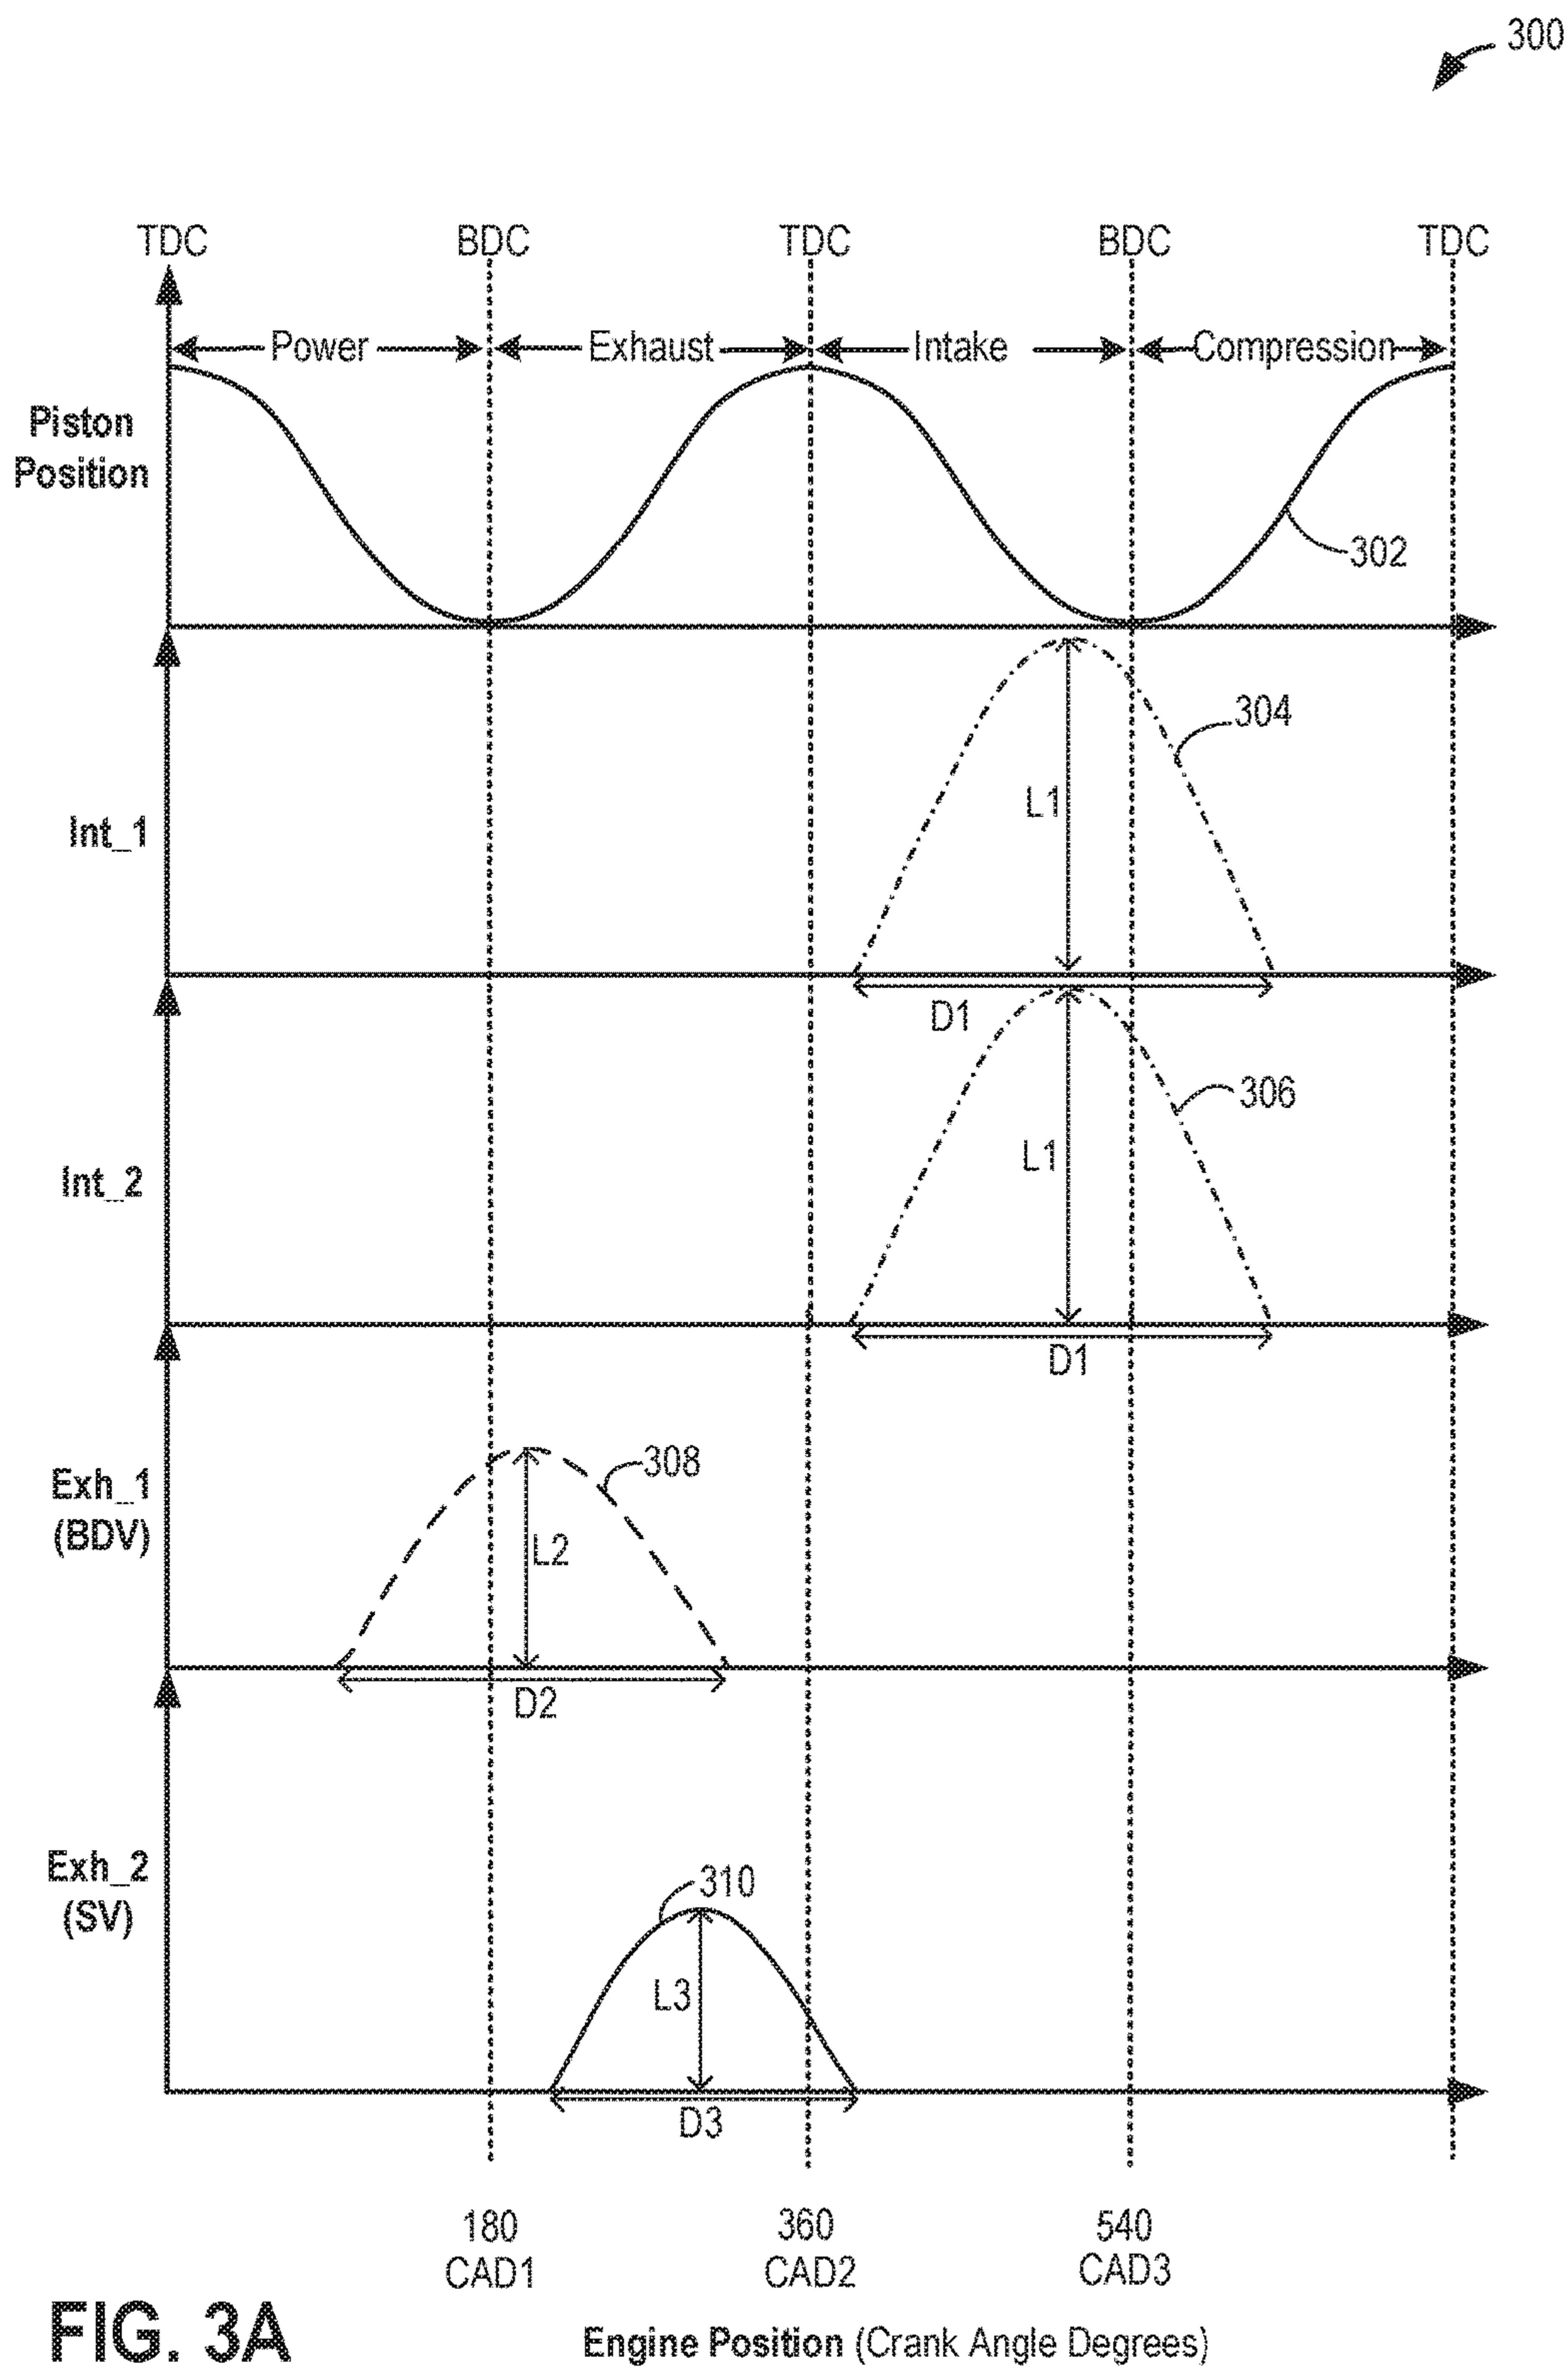 300
TDC BDC TDC BDC TDC
Power Exhaust Intake Compression
Piston
Position
302
304
L1
Int_1
D1
306
L1
Int_2
D1
308
Exh_1
(BDV)
L2
D2
Exh_2
(SV)
310
L3
D3
180 360 540
CAD1 CAD2 CAD3
FIG. 3A
Engine Position (Crank Angle Degrees)